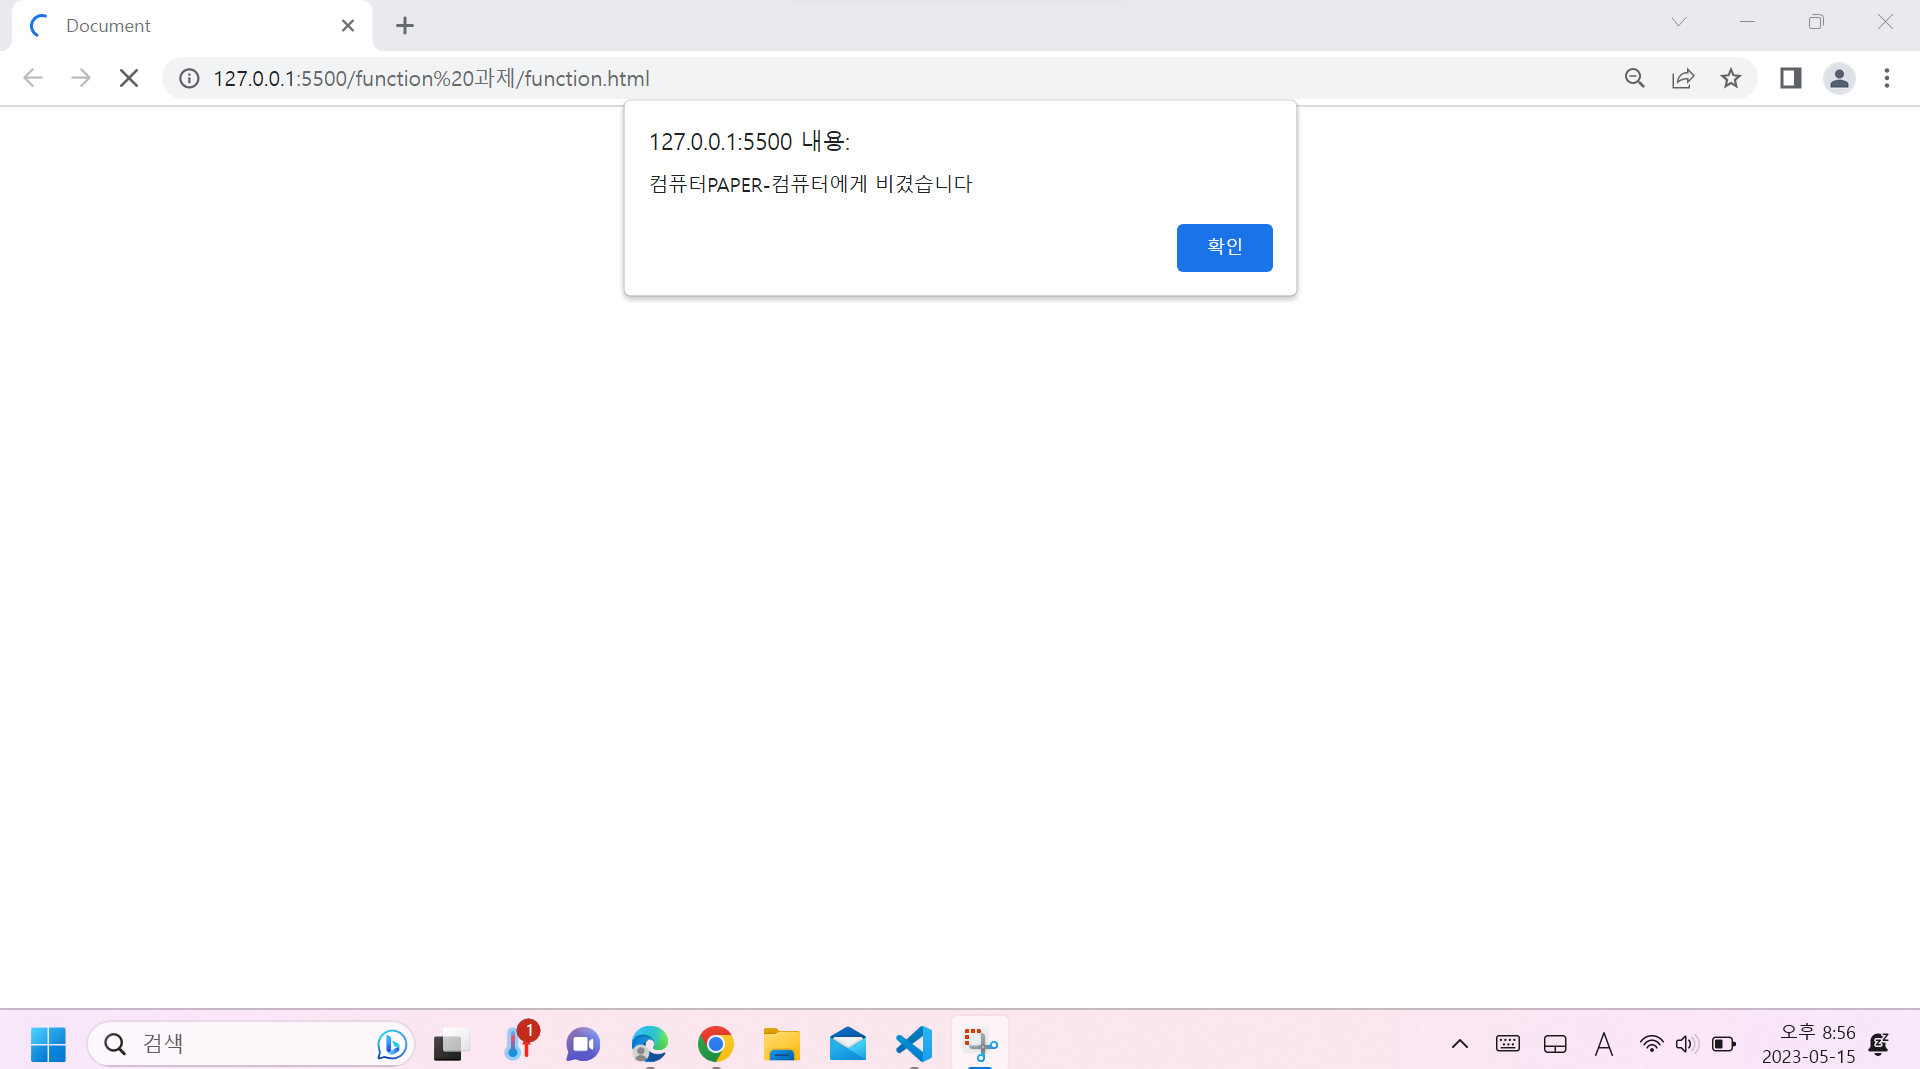 Document
127.0.0.1:5500/function%20과제/function.html
127.0.0.1:5500 내용:
컴퓨터PAPER-컴퓨터에게 비겼습니다
확인
검색
1
A
오후 8:56
2023-05-15